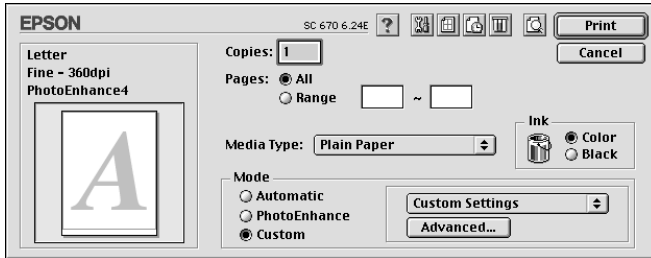 EPSON
SC 670 6.24E
?
Print
Cancel
Letter
Fine - 360dpi
PhotoEnhance4
A
Copies: 1
Pages: All
Range
~
Media Type: Plain Paper
Ink
Color
Black
Mode
Automatic
PhotoEnhance
Custom
Custom Settings
Advanced...